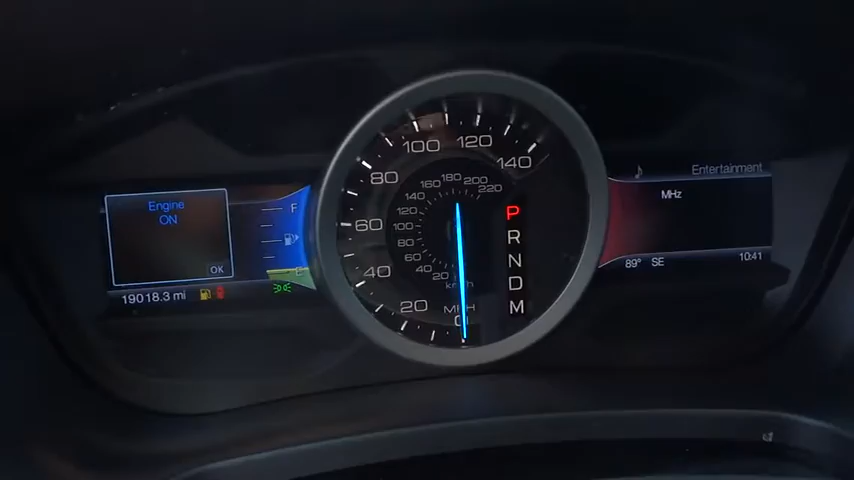 Engine
ON
OK
F
E
19018.3 mi
0
20
40
60
80
100
120
140
MPH
20
40
60
80
100
120
140
160
180
200
220
km/h
P
R
N
D
M
Entertainment
MHz
89° SE 10:41